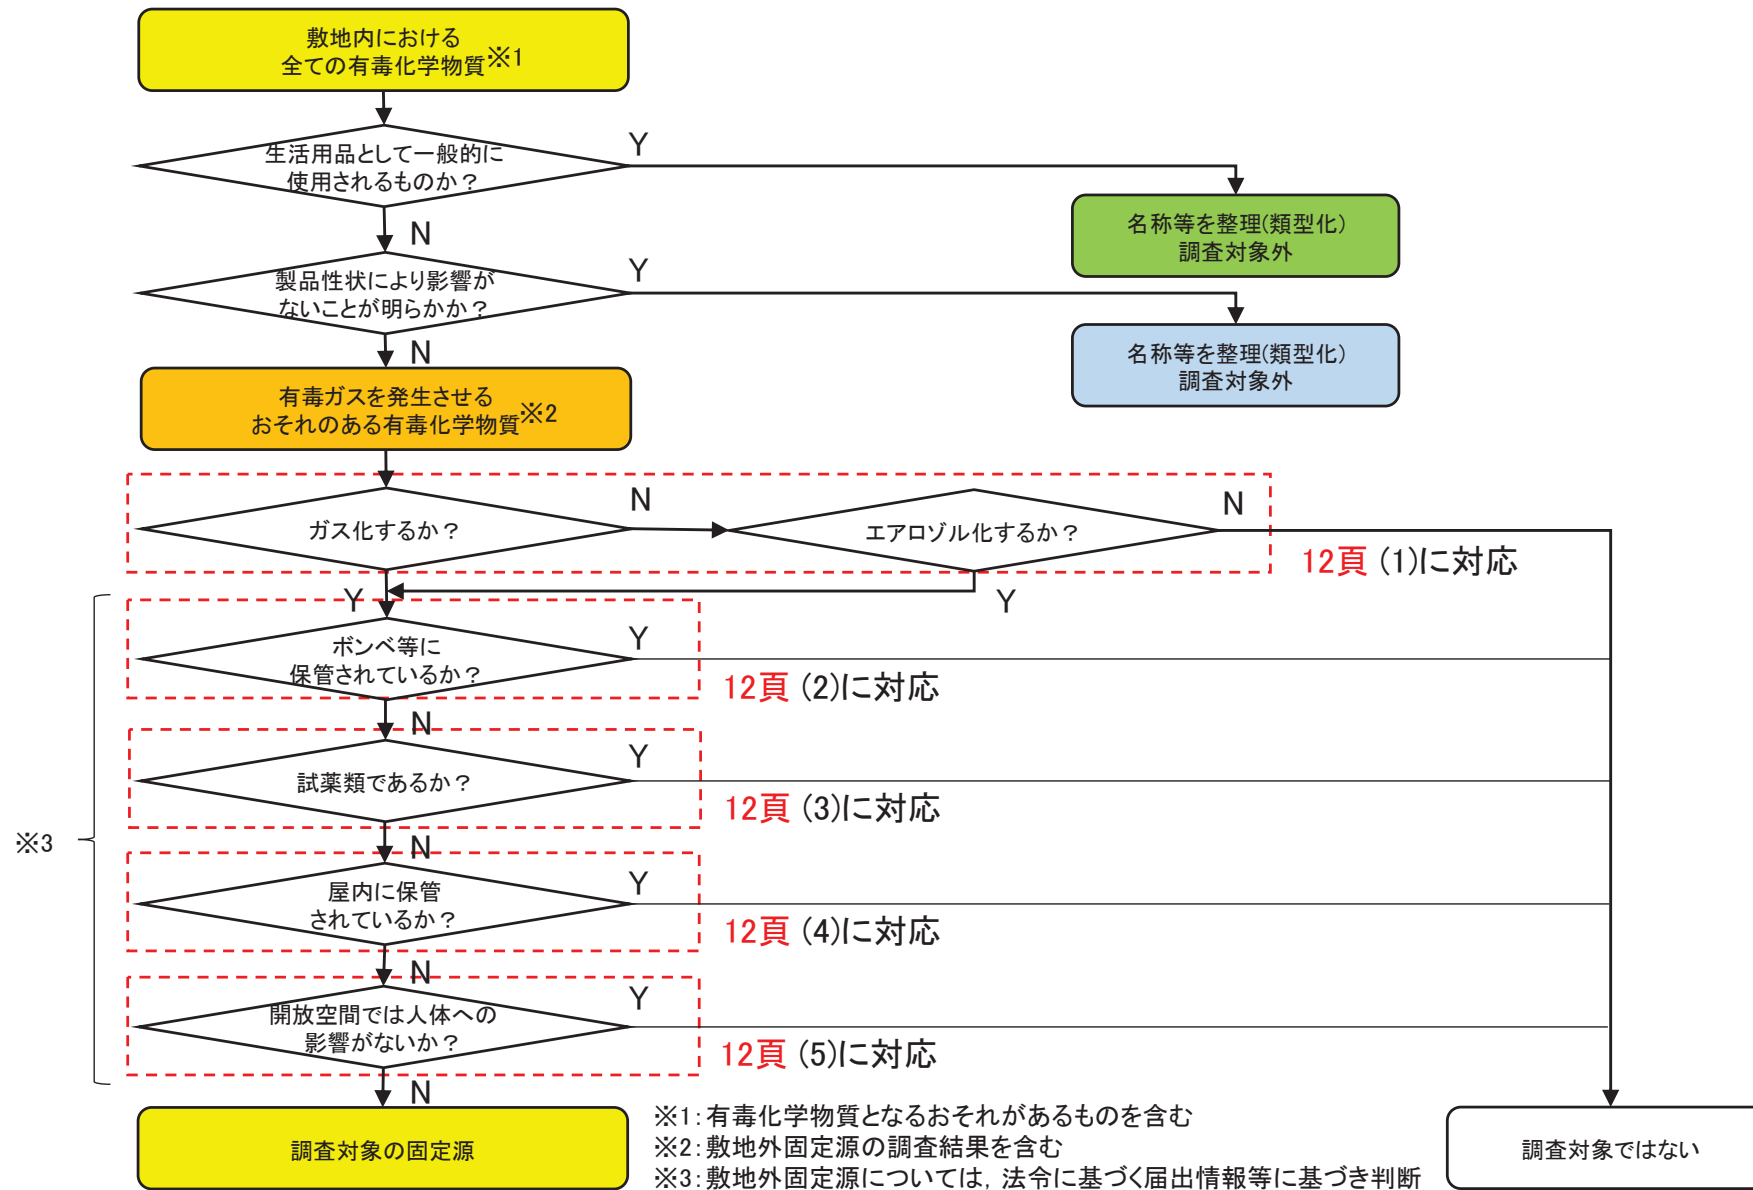 敷地内における
全ての有毒化学物質※1
生活用品として一般的に
使用されるものか？
Y
N
名称等を整理(類型化)
調査対象外
製品性状により影響が
ないことが明らかか？
Y
N
名称等を整理(類型化)
調査対象外
有毒ガスを発生させる
おそれのある有毒化学物質※2
ガス化するか？
N
エアロゾル化するか？
N
12頁 (1)に対応
Y
Y
ボンベ等に
保管されているか？
Y
12頁 (2)に対応
N
試薬類であるか？
Y
12頁 (3)に対応
※3
N
屋内に保管
されているか？
Y
12頁 (4)に対応
N
開放空間では人体への
影響がないか？
Y
12頁 (5)に対応
N
調査対象の固定源
※1：有毒化学物質となるおそれがあるものを含む
※2：敷地外固定源の調査結果を含む
※3：敷地外固定源については，法令に基づく届出情報等に基づき判断
調査対象ではない